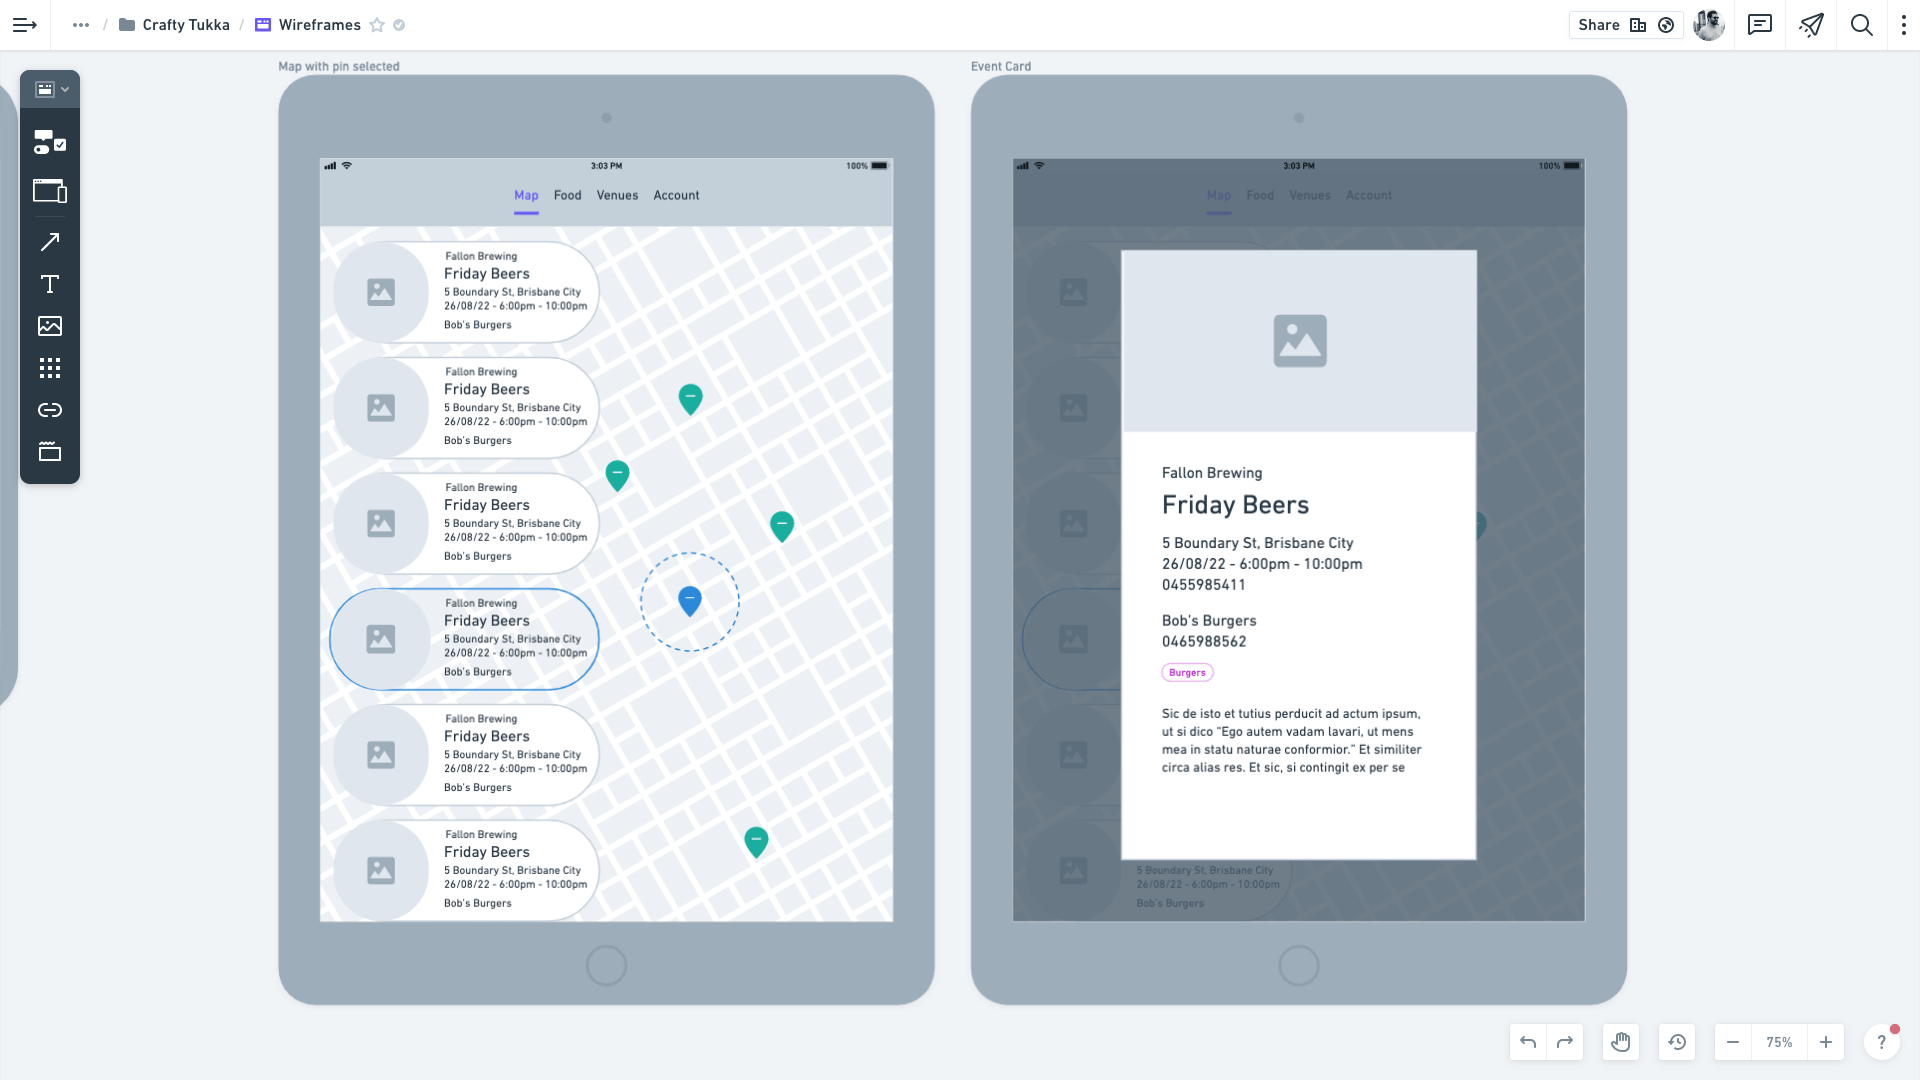 Crafty Tukka / Wireframes
Share
Map with pin selected
3:03 PM
100%
Map Food Venues Account
Fallon Brewing
Friday Beers
5 Boundary St, Brisbane City
26/08/22 - 6:00pm - 10:00pm
Bob's Burgers
Fallon Brewing
Friday Beers
5 Boundary St, Brisbane City
26/08/22 - 6:00pm - 10:00pm
Bob's Burgers
Fallon Brewing
Friday Beers
5 Boundary St, Brisbane City
26/08/22 - 6:00pm - 10:00pm
Bob's Burgers
Fallon Brewing
Friday Beers
5 Boundary St, Brisbane City
26/08/22 - 6:00pm - 10:00pm
Bob's Burgers
Fallon Brewing
Friday Beers
5 Boundary St, Brisbane City
26/08/22 - 6:00pm - 10:00pm
Bob's Burgers
Fallon Brewing
Friday Beers
5 Boundary St, Brisbane City
26/08/22 - 6:00pm - 10:00pm
Bob's Burgers
Event Card
3:03 PM
100%
Map Food Venues Account
Fallon Brewing
Friday Beers
5 Boundary St, Brisbane City
26/08/22 - 6:00pm - 10:00pm
0455985411
Bob's Burgers
0465988562
Burgers
Sic de isto et tutius perducit ad actum ipsum,
ut si dico “Ego autem vadam lavari, ut mens
mea in statu naturae conformior.” Et similiter
circa alias res. Et sic, si contingit ex per se
5 Boundary St, Brisbane City
26/08/22 - 6:00pm - 10:00pm
Bob's Burgers
75%
?